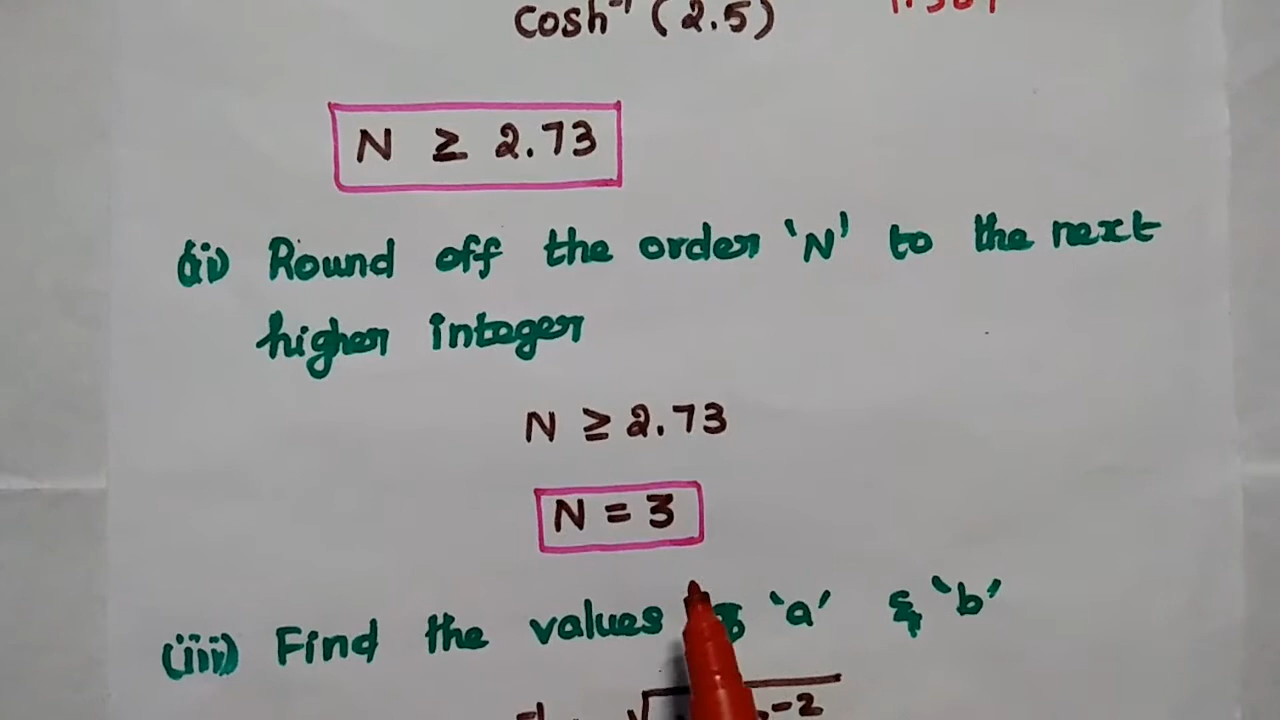 cosh⁻¹ (2.5)
N ≥ 2.73
(ii) Round off the order 'N' to the next
higher integer
N ≥ 2.73
N = 3
(iii) Find the values 'a' & 'b'